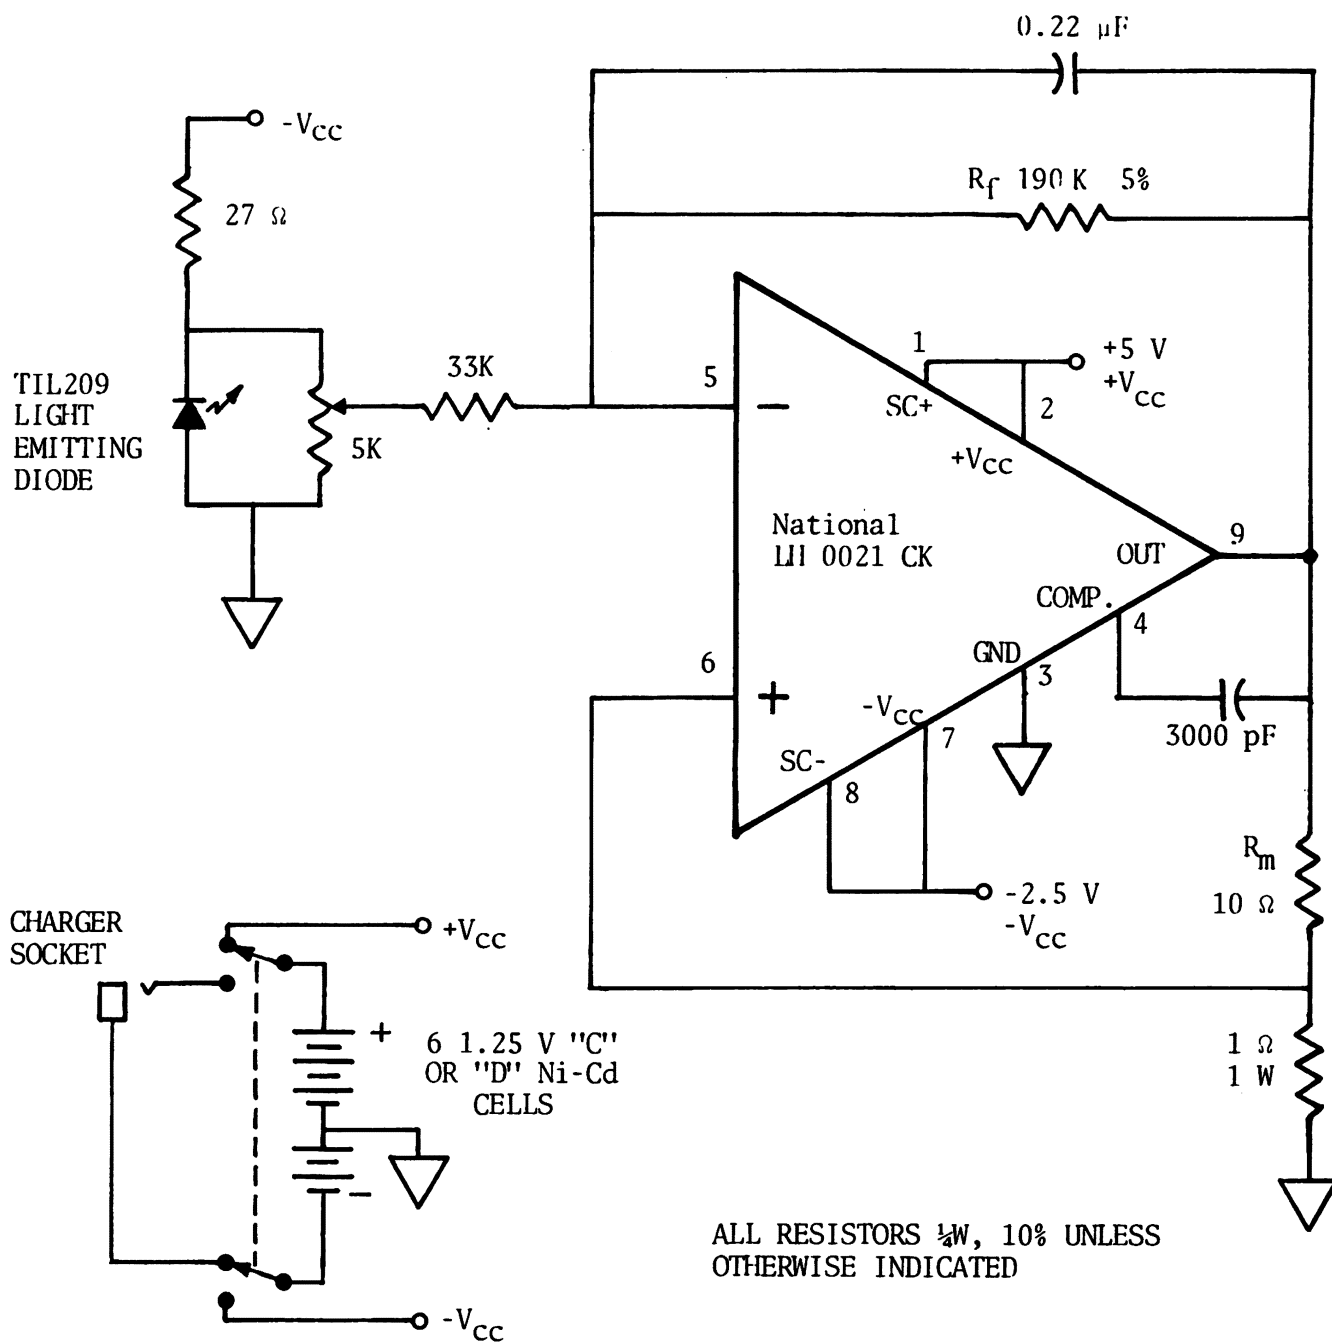 0.22 µF
-Vcc
Rf 190 K 5%
27 Ω
1
+5 V
+Vcc
33K
5
TIL209
LIGHT
EMITTING
DIODE
−
SC+
2
5K
+Vcc
National
LH 0021 CK
OUT
9
COMP.
4
6
GND
3
+
-Vcc
7
3000 pF
SC-
8
Rm
10 Ω
-2.5 V
-Vcc
CHARGER
SOCKET
+Vcc
+
6 1.25 V "C"
OR "D" Ni-Cd
CELLS
1 Ω
1 W
−
ALL RESISTORS ¼W, 10% UNLESS
OTHERWISE INDICATED
-Vcc